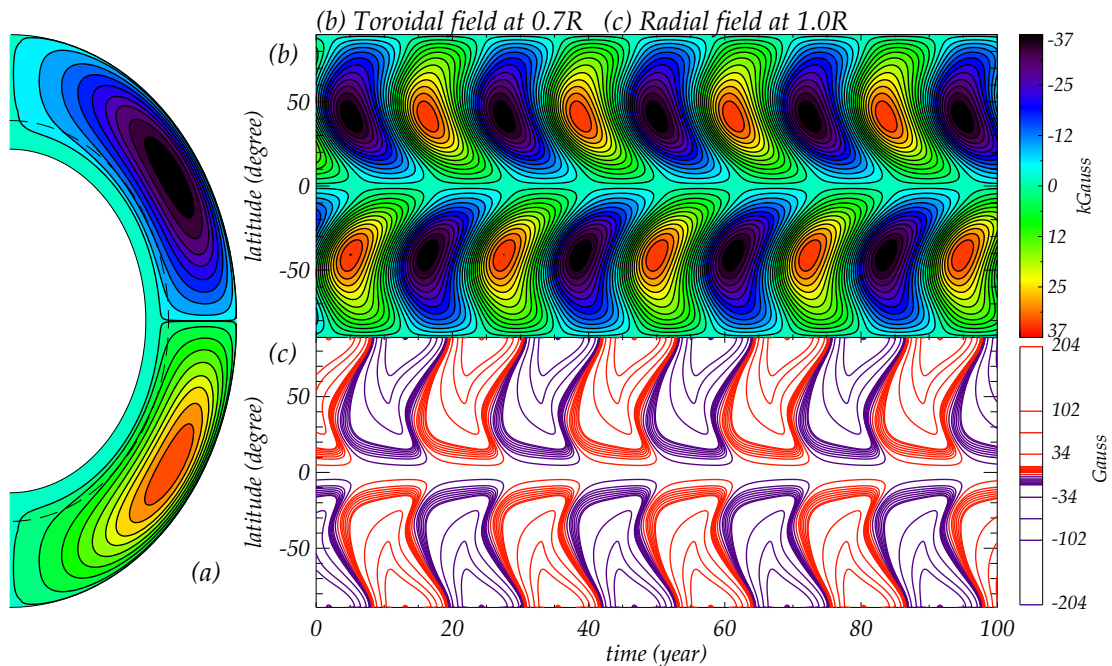 (b) Toroidal field at 0.7R (c) Radial field at 1.0R
(b)
50
0
-50
latitude (degree)
-37
-25
-12
0
12
25
37
kGauss
(c)
50
0
-50
latitude (degree)
204
102
34
-34
-102
-204
Gauss
(a)
0 20 40 60 80 100
time (year)